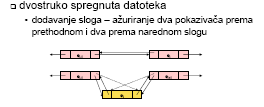 dvostruko spregnuta datoteka
• dodavanje sloga – ažuriranje dva pokazivača prema
prethodnom i dva prema narednom slogu